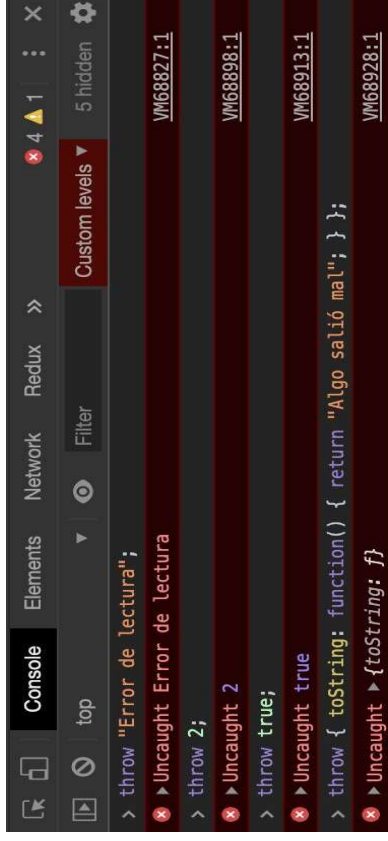 Console Elements Network Redux » 4 1
top Filter Custom levels ▼ 5 hidden
> throw "Error de lectura";
▶Uncaught Error de lectura VM68827:1
> throw 2;
▶Uncaught 2 VM68898:1
> throw true;
▶Uncaught true VM68913:1
> throw { toString: function() { return "Algo salió mal"; } };
▶Uncaught ▶{toString: ƒ} VM68928:1